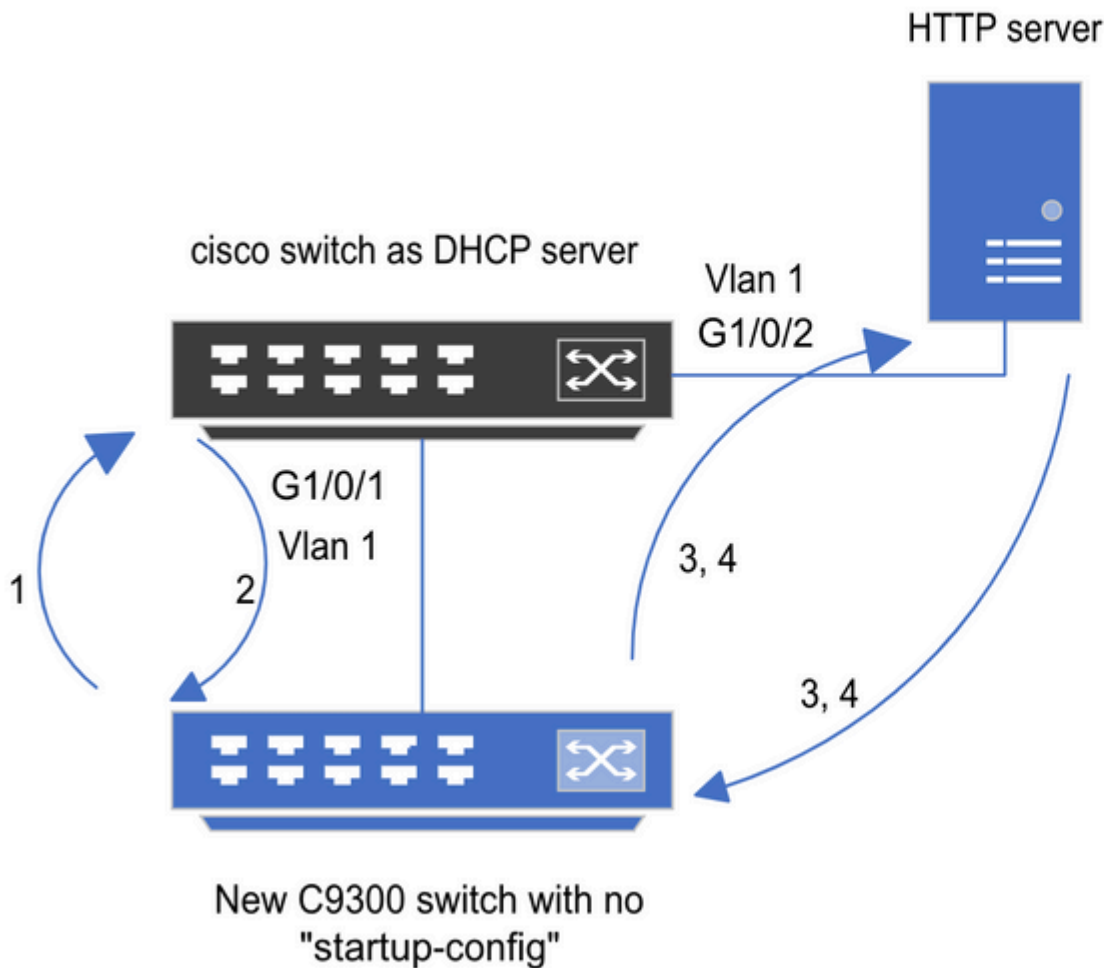 HTTP server
cisco switch as DHCP server
Vlan 1
G1/0/2
G1/0/1
Vlan 1
1
2
3, 4
3, 4
New C9300 switch with no
"startup-config"